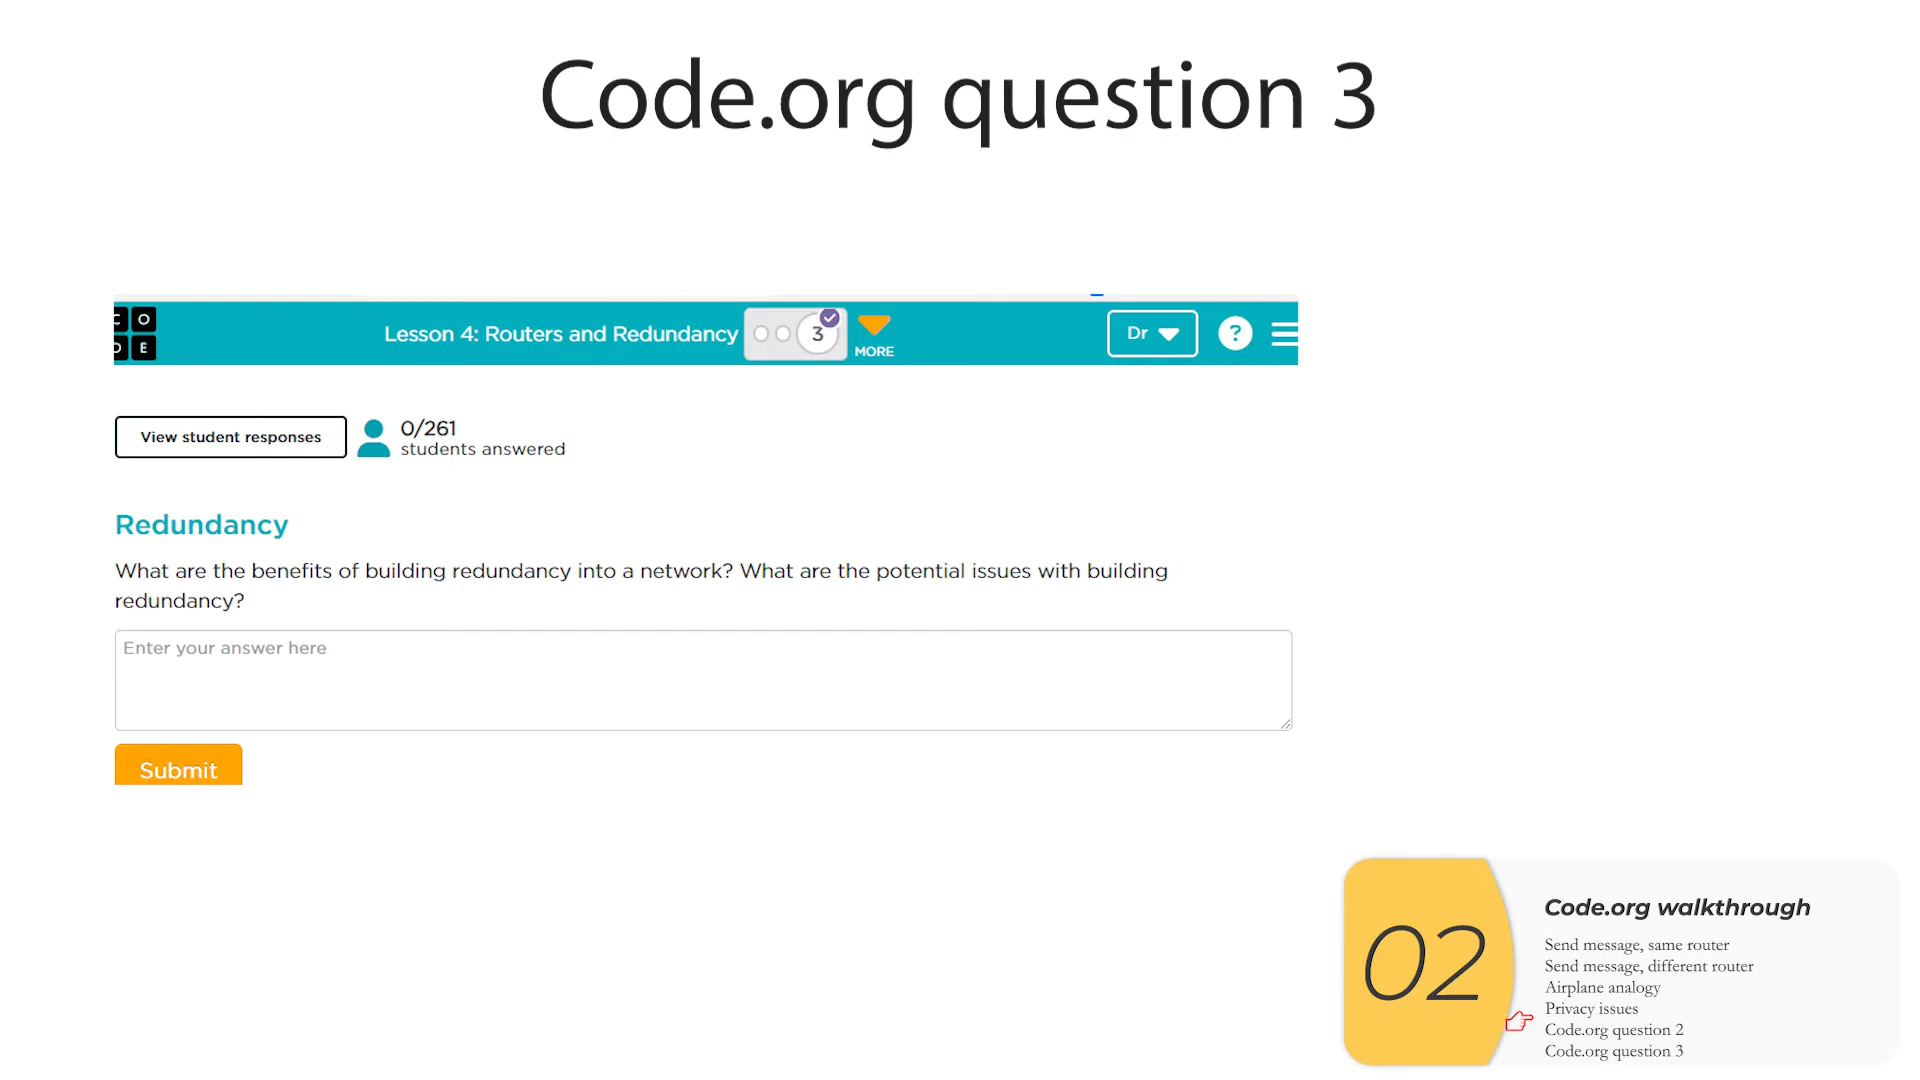 Code.org question 3
C O
D E
Lesson 4: Routers and Redundancy
3
MORE
Dr
?
View student responses
0/261
students answered
Redundancy
What are the benefits of building redundancy into a network? What are the potential issues with building
redundancy?
Enter your answer here
Submit
02
Code.org walkthrough
Send message, same router
Send message, different router
Airplane analogy
Privacy issues
Code.org question 2
Code.org question 3